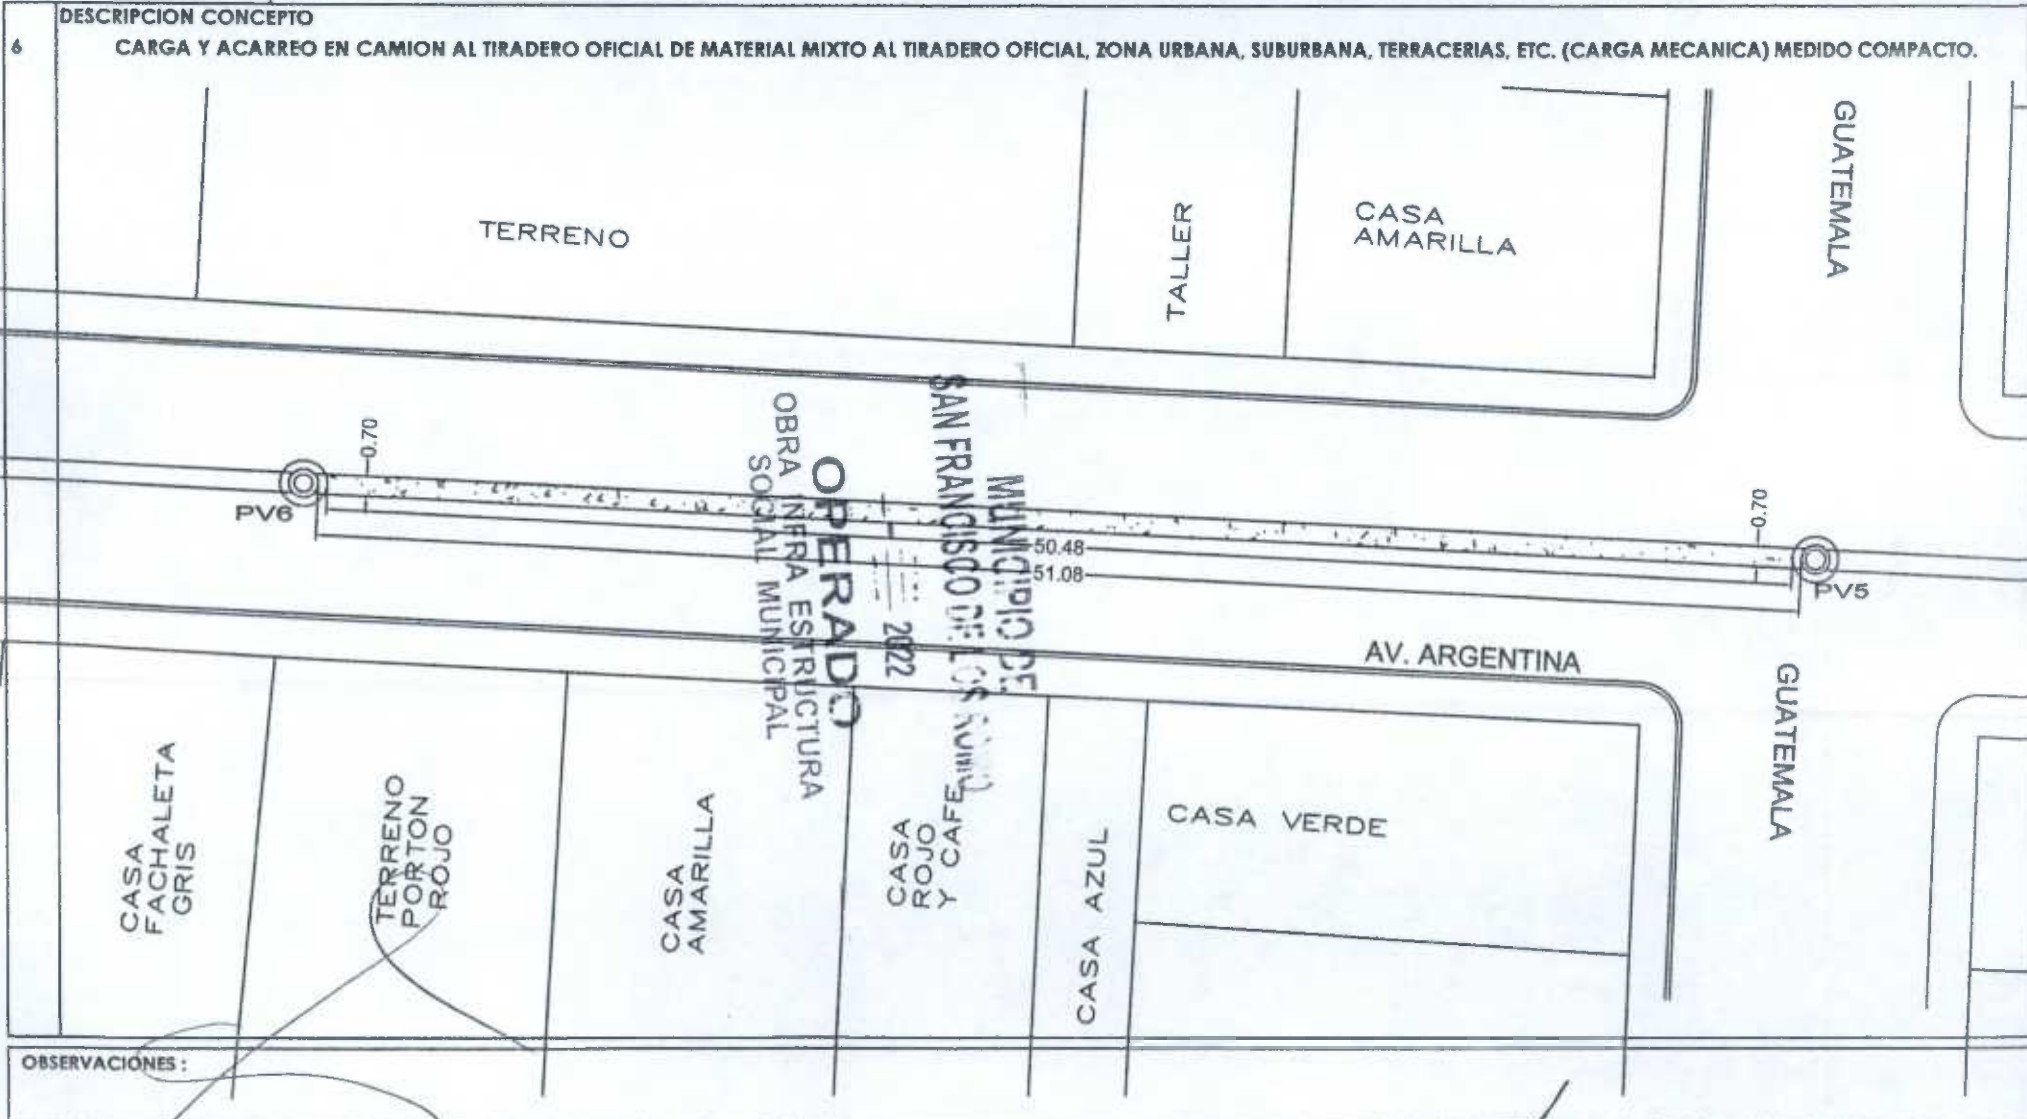 DESCRIPCION CONCEPTO
6
CARGA Y ACARREO EN CAMION AL TIRADERO OFICIAL DE MATERIAL MIXTO AL TIRADERO OFICIAL, ZONA URBANA, SUBURBANA, TERRACERIAS, ETC. (CARGA MECANICA) MEDIDO COMPACTO.
TERRENO
TALLER
CASA
AMARILLA
GUATEMALA
0.70
PV6
MUNICIPIO DE
SAN FRANCISCO DE LOS
2022
OPERADO
OBRA INFRA ESTRUCTURA
SOCIAL MUNICIPAL
50.48
51.08
0.70
PV5
AV. ARGENTINA
GUATEMALA
CASA
FACHALETA
GRIS
TERRENO
PORTON
ROJO
CASA
AMARILLA
CASA
ROJO
Y CAFE
CASA AZUL
CASA VERDE
OBSERVACIONES :